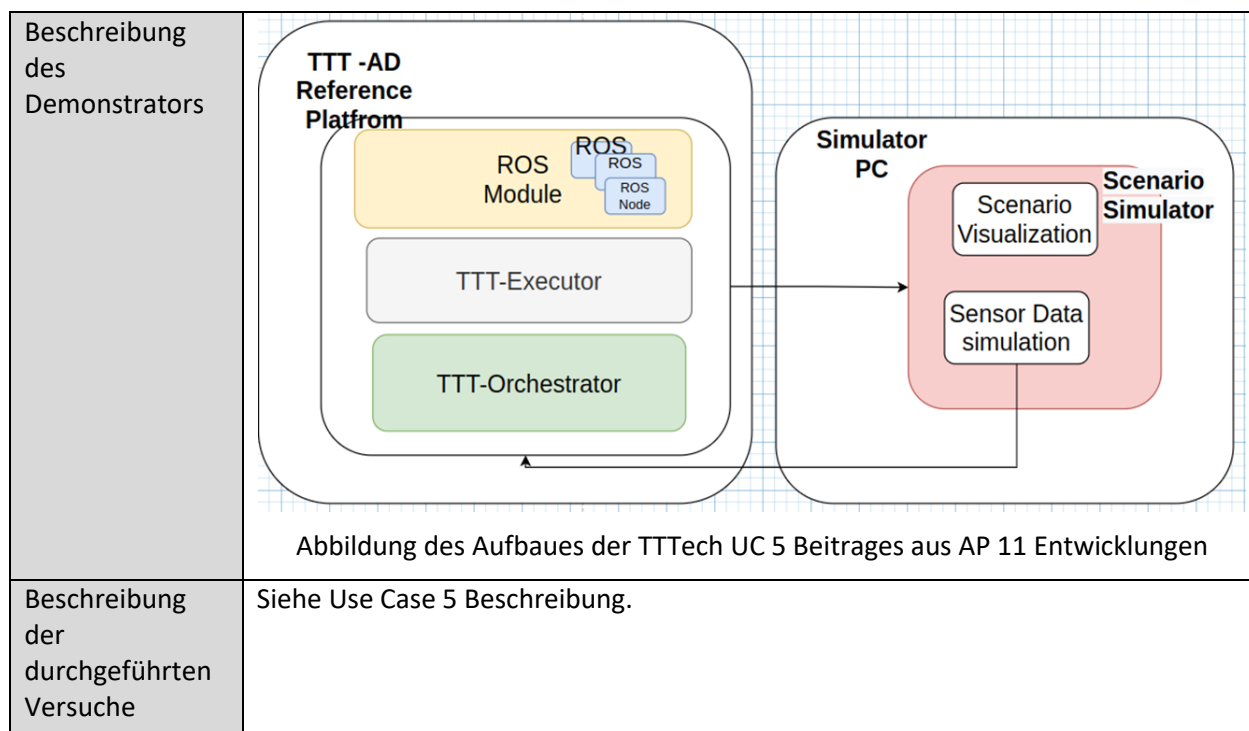 Beschreibung
des
Demonstrators
TTT -AD
Reference
Platfrom
ROS
Module
ROS
ROS
ROS
Node
TTT-Executor
TTT-Orchestrator
Simulator
PC
Scenario
Simulator
Scenario
Visualization
Sensor Data
simulation
Abbildung des Aufbaues der TTTech UC 5 Beitrages aus AP 11 Entwicklungen
Beschreibung
der
durchgeführten
Versuche
Siehe Use Case 5 Beschreibung.